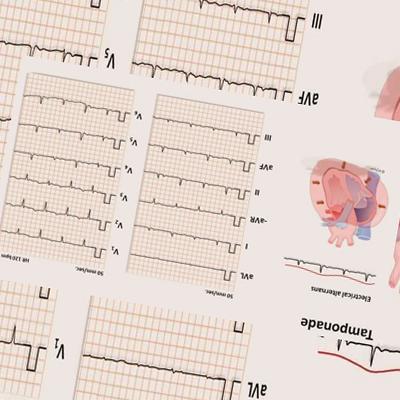 Tamponade
Electrical alternans
aVL
V1
50 mm/sec.
aVL
I
-aVR
II
aVF
III
50 mm/sec. HR 120 bpm
V1
V2
V3
V4
V5
V6
aVF
III
V5